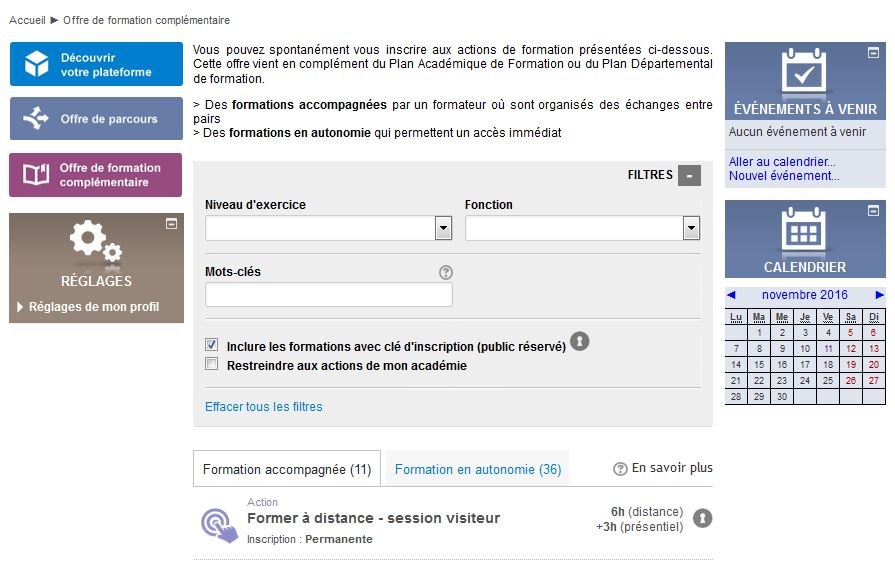 Accueil ► Offre de formation complémentaire
Découvrir
votre plateforme
Offre de parcours
Offre de formation
complémentaire
RÉGLAGES
Réglages de mon profil
Vous pouvez spontanément vous inscrire aux actions de formation présentées ci-dessous.
Cette offre vient en complément du Plan Académique de Formation ou du Plan Départemental
de formation.
> Des formations accompagnées par un formateur où sont organisés des échanges entre
pairs
> Des formations en autonomie qui permettent un accès immédiat
FILTRES -
Niveau d'exercice
Fonction
Mots-clés ?
Inclure les formations avec clé d'inscription (public réservé)
Restreindre aux actions de mon académie
Effacer tous les filtres
Formation accompagnée (11)
Formation en autonomie (36)
? En savoir plus
Action
Former à distance - session visiteur
Inscription : Permanente
6h (distance)
+3h (présentiel)
ÉVÉNEMENTS À VENIR
Aucun événement à venir
Aller au calendrier...
Nouvel événement...
CALENDRIER
◄ novembre 2016 ►
Lu Ma Me Je Ve Sa Di
1 2 3 4 5 6
7 8 9 10 11 12 13
14 15 16 17 18 19 20
21 22 23 24 25 26 27
28 29 30